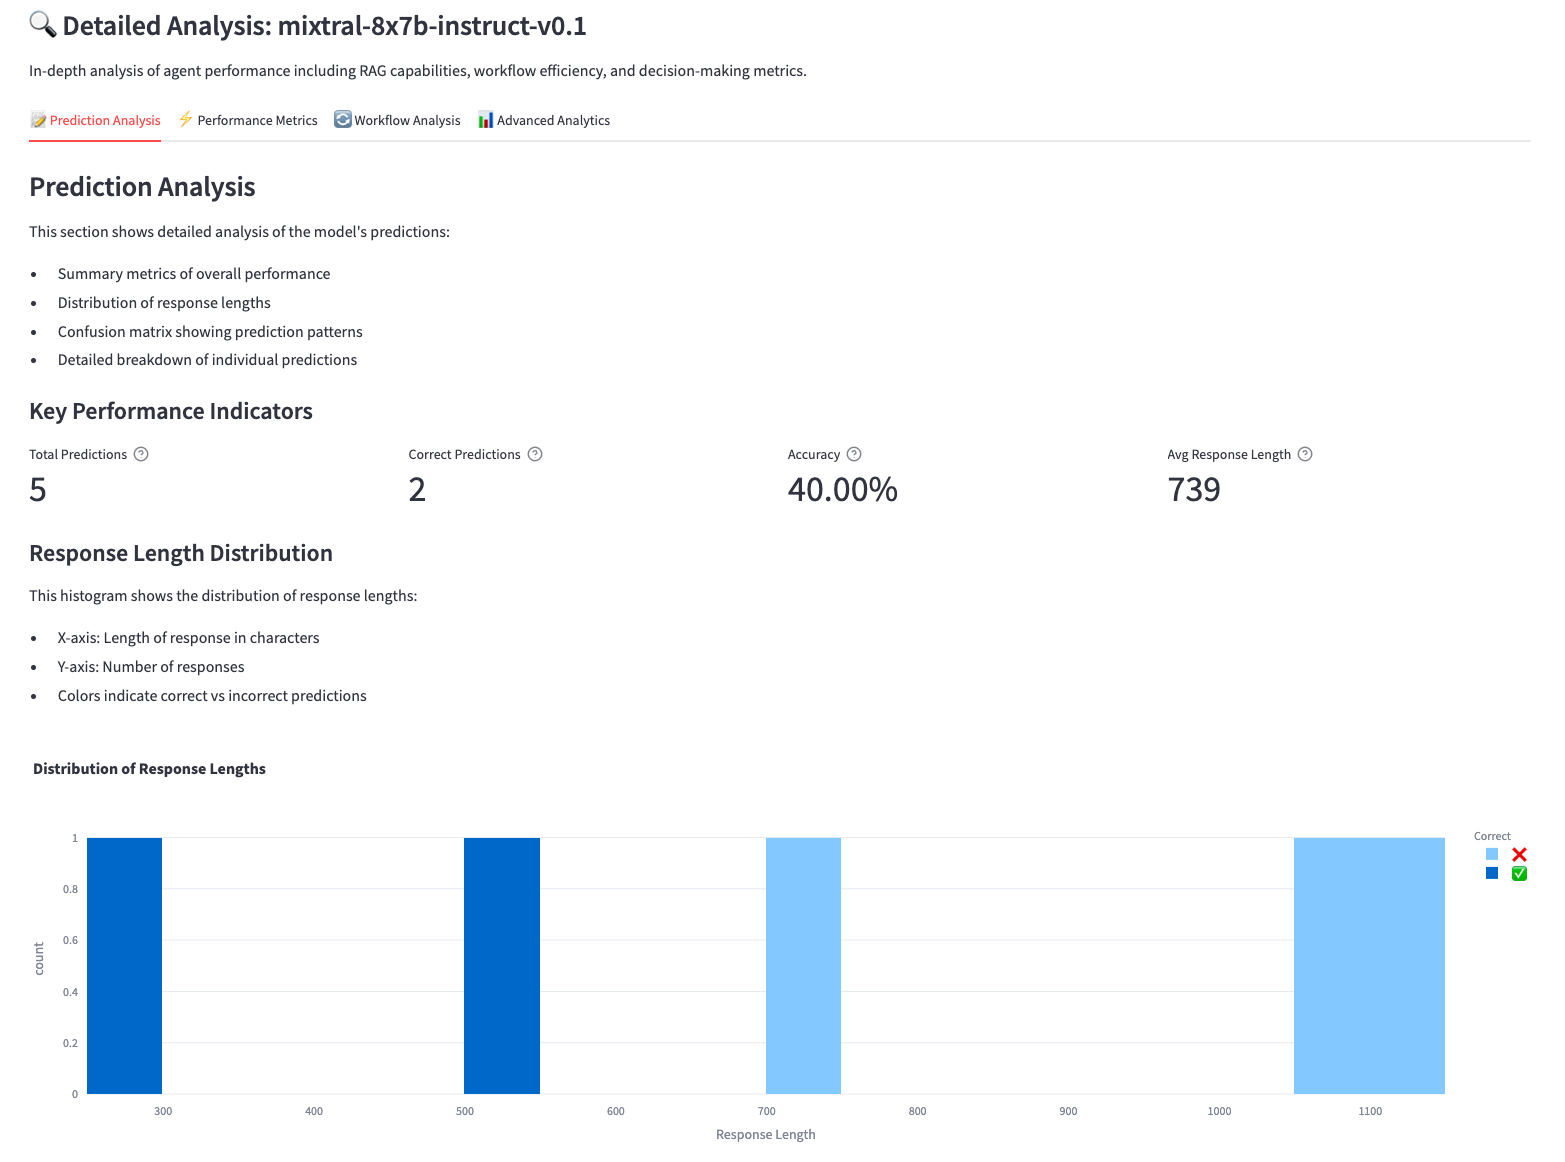 🔍 Detailed Analysis: mixtral-8x7b-instruct-v0.1
In-depth analysis of agent performance including RAG capabilities, workflow efficiency, and decision-making metrics.
📝 Prediction Analysis ⚡ Performance Metrics 🔄 Workflow Analysis 📊 Advanced Analytics
Prediction Analysis
This section shows detailed analysis of the model's predictions:
• Summary metrics of overall performance
• Distribution of response lengths
• Confusion matrix showing prediction patterns
• Detailed breakdown of individual predictions
Key Performance Indicators
Total Predictions ? Correct Predictions ? Accuracy ? Avg Response Length ?
5 2 40.00% 739
Response Length Distribution
This histogram shows the distribution of response lengths:
• X-axis: Length of response in characters
• Y-axis: Number of responses
• Colors indicate correct vs incorrect predictions
Distribution of Response Lengths
Correct
❌
✅
1
0.8
0.6
0.4
0.2
0
count
300 400 500 600 700 800 900 1000 1100
Response Length